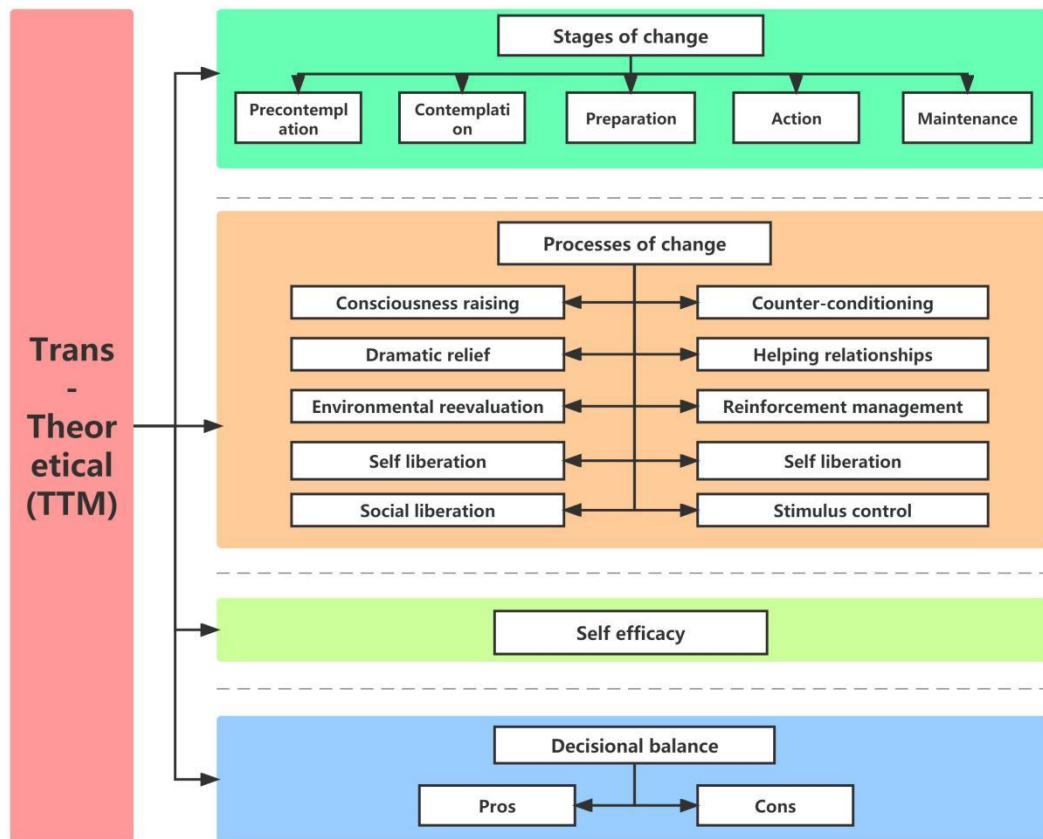 Trans
-
Theor
etical
(TTM)
Stages of change
Precontempl
ation
Contemplati
on
Preparation
Action
Maintenance
Processes of change
Consciousness raising
Counter-conditioning
Dramatic relief
Helping relationships
Environmental reevaluation
Reinforcement management
Self liberation
Self liberation
Social liberation
Stimulus control
Self efficacy
Decisional balance
Pros
Cons